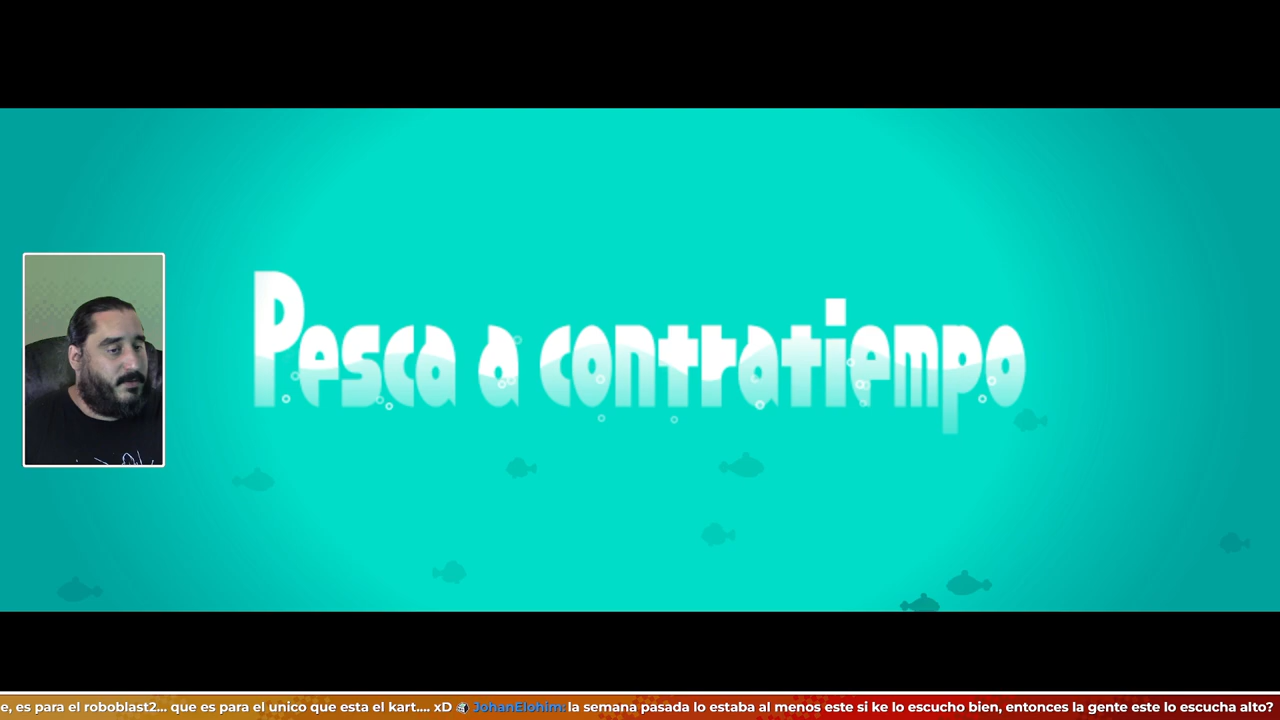 Pesca a contratiempo
e, es para el roboblast2... que es para el unico que esta el kart.... xD JohanElohim: la semana pasada lo estaba al menos este si ke lo escucho bien, entonces la gente este lo escucha alto?